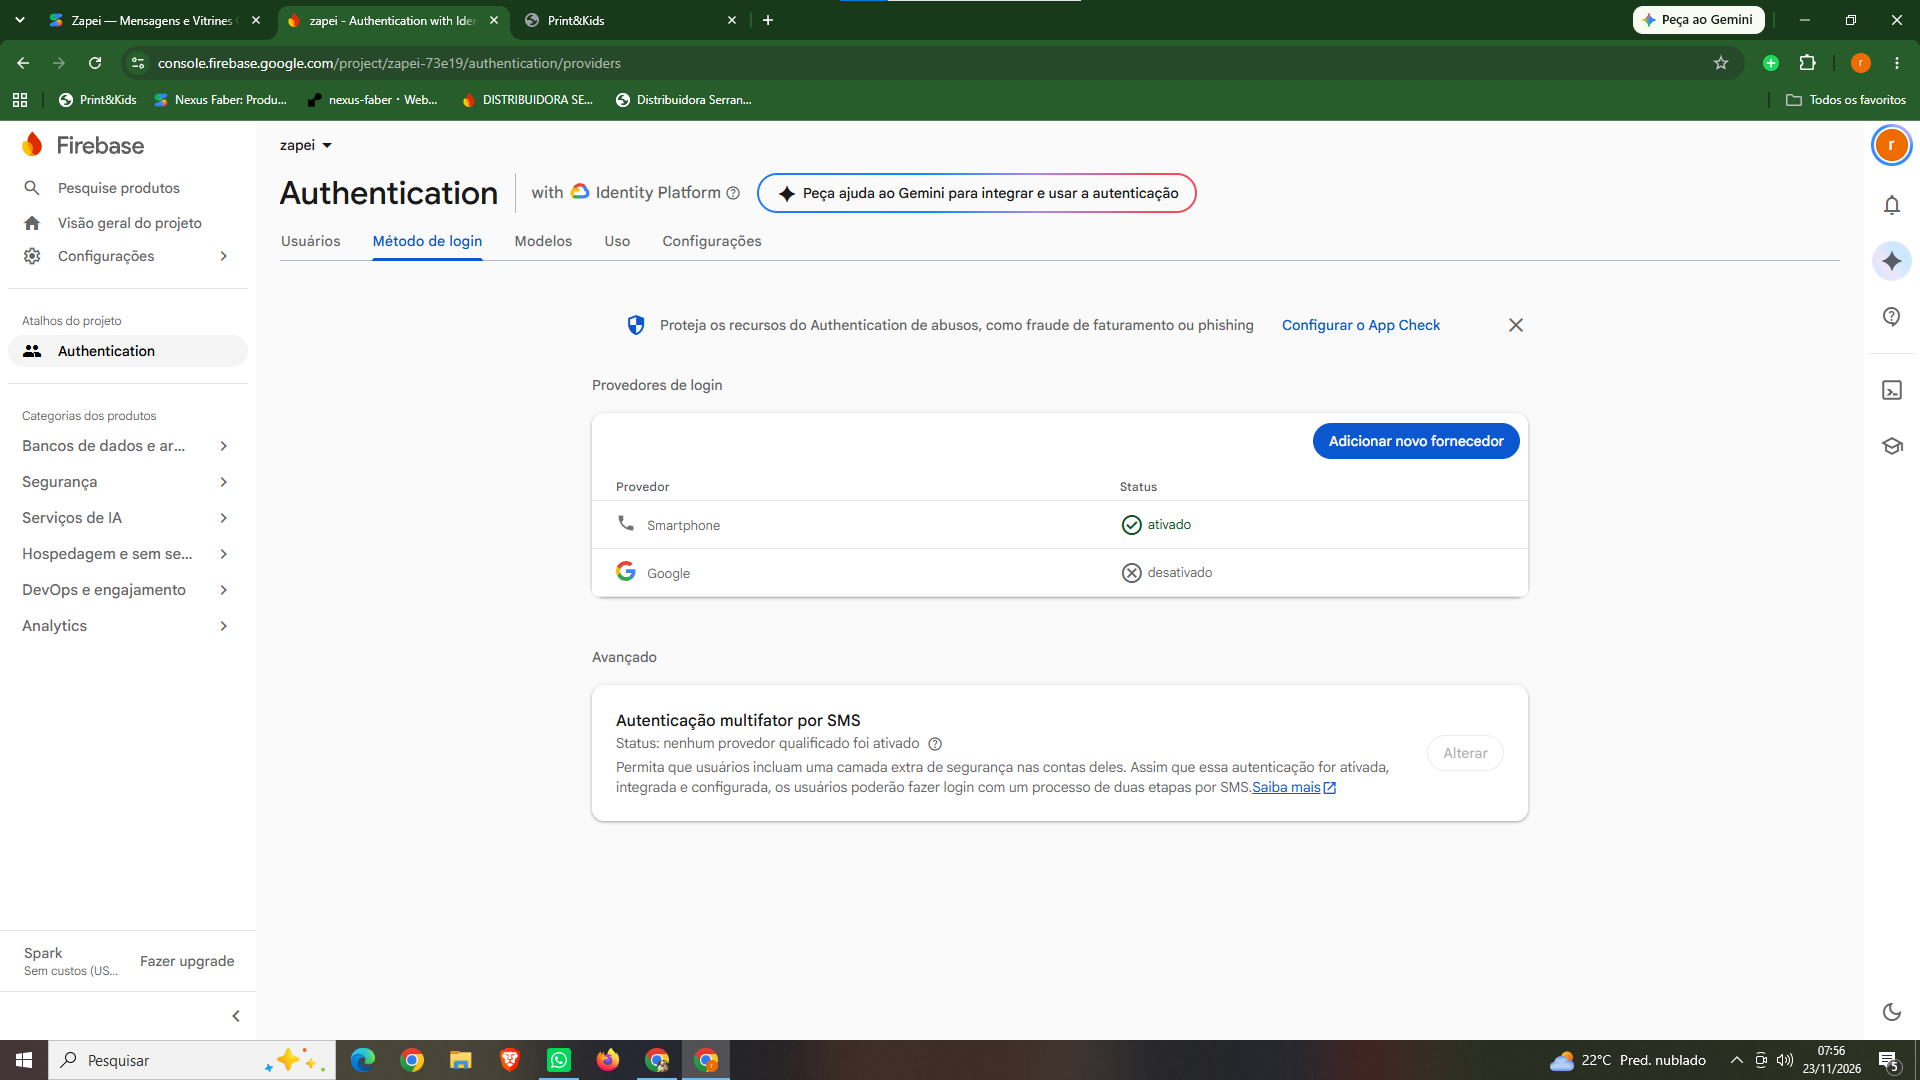 Zapei — Mensagens e Vitrines
zapei - Authentication with Iden
Print&Kids
Peça ao Gemini
console.firebase.google.com/project/zapei-73e19/authentication/providers
r
Print&Kids
Nexus Faber: Produ...
nexus-faber · Web...
DISTRIBUIDORA SE...
Distribuidora Serran...
Todos os favoritos
Firebase
zapei
r
Pesquise produtos
Authentication
with Identity Platform
Peça ajuda ao Gemini para integrar e usar a autenticação
Visão geral do projeto
Configurações
Usuários
Método de login
Modelos
Uso
Configurações
Atalhos do projeto
Authentication
Proteja os recursos do Authentication de abusos, como fraude de faturamento ou phishing
Configurar o App Check
Categorias dos produtos
Bancos de dados e ar...
Segurança
Serviços de IA
Hospedagem e sem se...
DevOps e engajamento
Analytics
Provedores de login
Adicionar novo fornecedor
Provedor
Status
Smartphone
ativado
Google
desativado
Avançado
Autenticação multifator por SMS
Status: nenhum provedor qualificado foi ativado
Permita que usuários incluam uma camada extra de segurança nas contas deles. Assim que essa autenticação for ativada,
integrada e configurada, os usuários poderão fazer login com um processo de duas etapas por SMS.Saiba mais
Alterar
Spark
Sem custos (US...
Fazer upgrade
Pesquisar
22°C Pred. nublado
07:56
23/11/2026
5